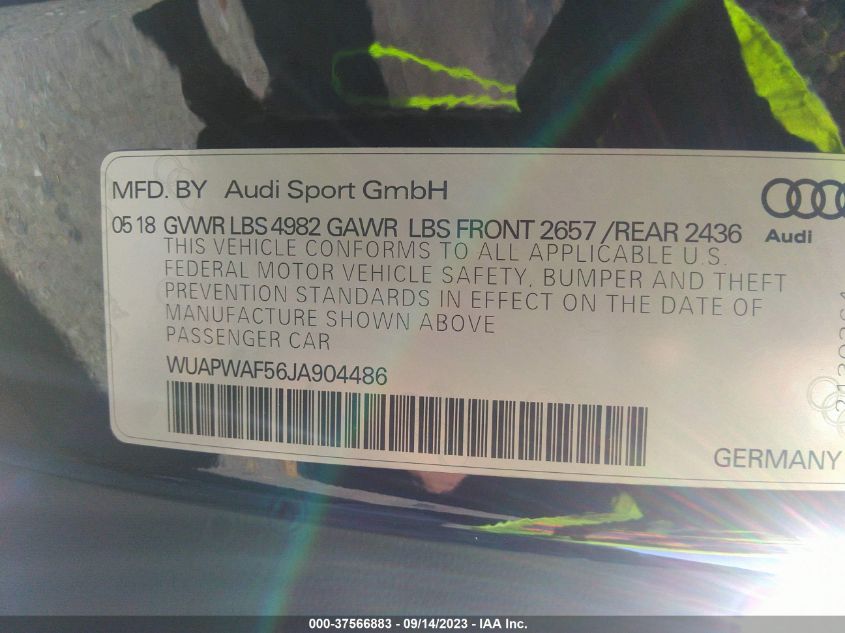 MFD. BY Audi Sport GmbH
05 18 GVWR LBS 4982 GAWR LBS FRONT 2657 /REAR 2436
Audi
THIS VEHICLE CONFORMS TO ALL APPLICABLE U.S.
FEDERAL MOTOR VEHICLE SAFETY, BUMPER AND THEFT
PREVENTION STANDARDS IN EFFECT ON THE DATE OF
MANUFACTURE SHOWN ABOVE
PASSENGER CAR
WUAPWAF56JA904486
GERMANY
000-37566883 - 09/14/2023 - IAA Inc.